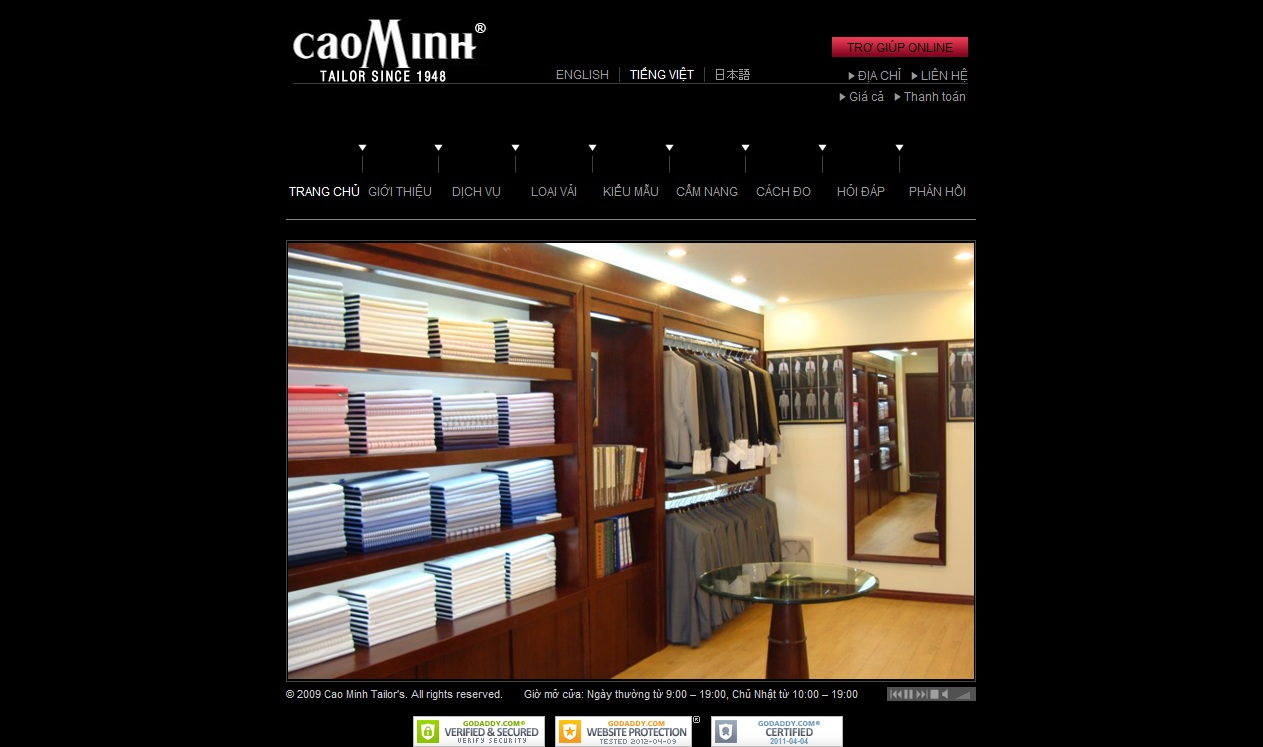 caoMINH®
TAILOR SINCE 1948
ENGLISH
TIẾNG VIỆT
日本語
TRỢ GIÚP ONLINE
ĐỊA CHỈ
LIÊN HỆ
Giá cả
Thanh toán
TRANG CHỦ
GIỚI THIỆU
DỊCH VỤ
LOẠI VẢI
KIỂU MẪU
CẨM NANG
CÁCH ĐO
HỎI ĐÁP
PHẢN HỒI
© 2009 Cao Minh Tailor's. All rights reserved.
Giờ mở cửa: Ngày thường từ 9:00 – 19:00, Chủ Nhật từ 10:00 – 19:00
GODADDY.COM®
VERIFIED & SECURED
VERIFY SECURITY
GODADDY.COM
WEBSITE PROTECTION®
TESTED 2012-04-09
GODADDY.COM®
CERTIFIED
2011-04-04